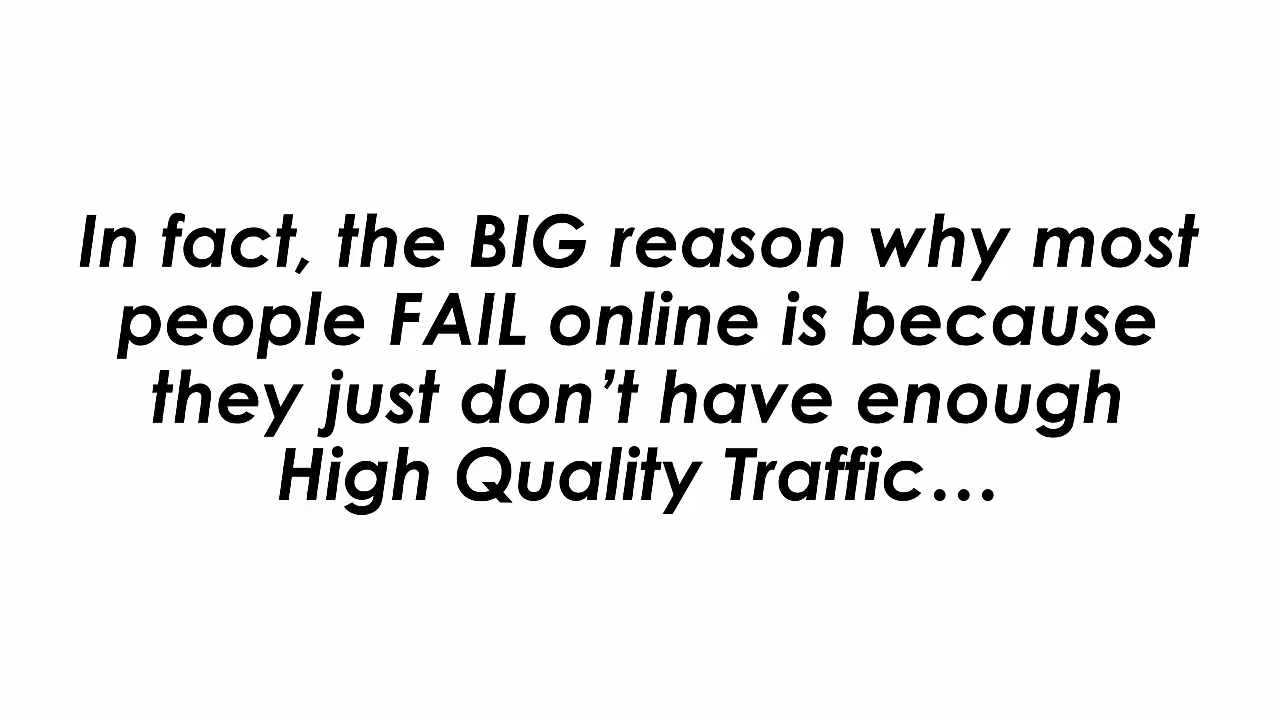 In fact, the BIG reason why most
people FAIL online is because
they just don’t have enough
High Quality Traffic…